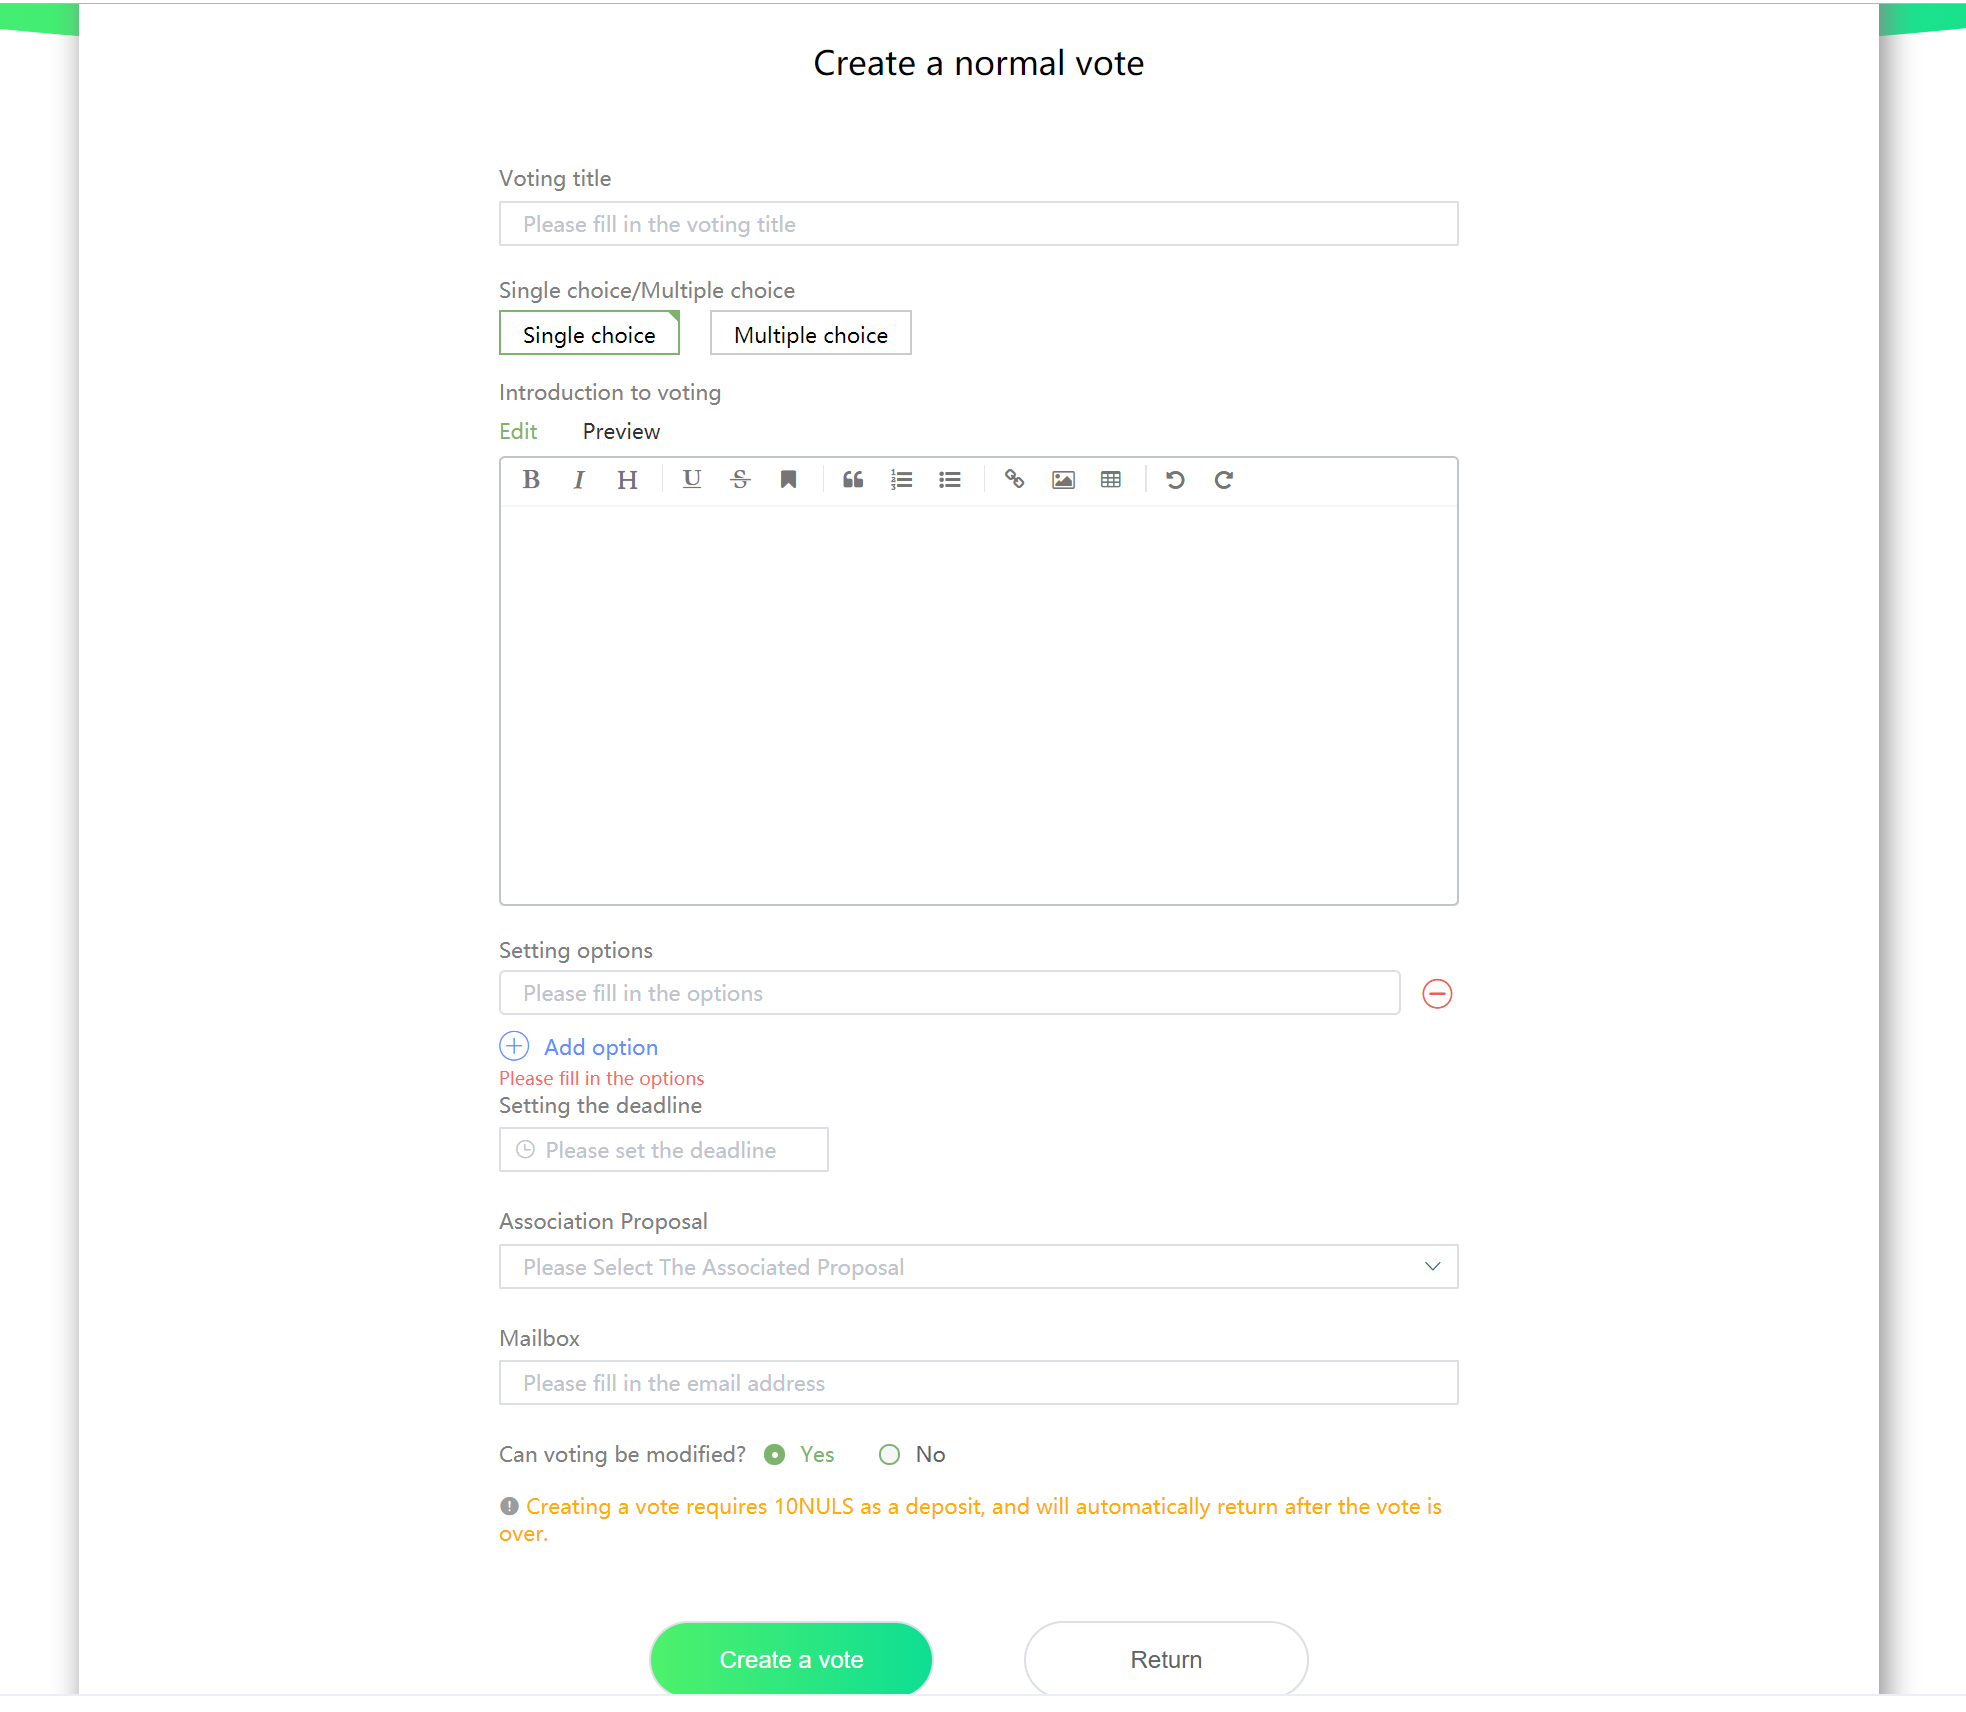 Create a normal vote
Voting title
Please fill in the voting title
Single choice/Multiple choice
Single choice
Multiple choice
Introduction to voting
Edit
Preview
B I H U S
Setting options
Please fill in the options
Add option
Please fill in the options
Setting the deadline
Please set the deadline
Association Proposal
Please Select The Associated Proposal
Mailbox
Please fill in the email address
Can voting be modified? Yes No
Creating a vote requires 10NULS as a deposit, and will automatically return after the vote is
over.
Create a vote
Return